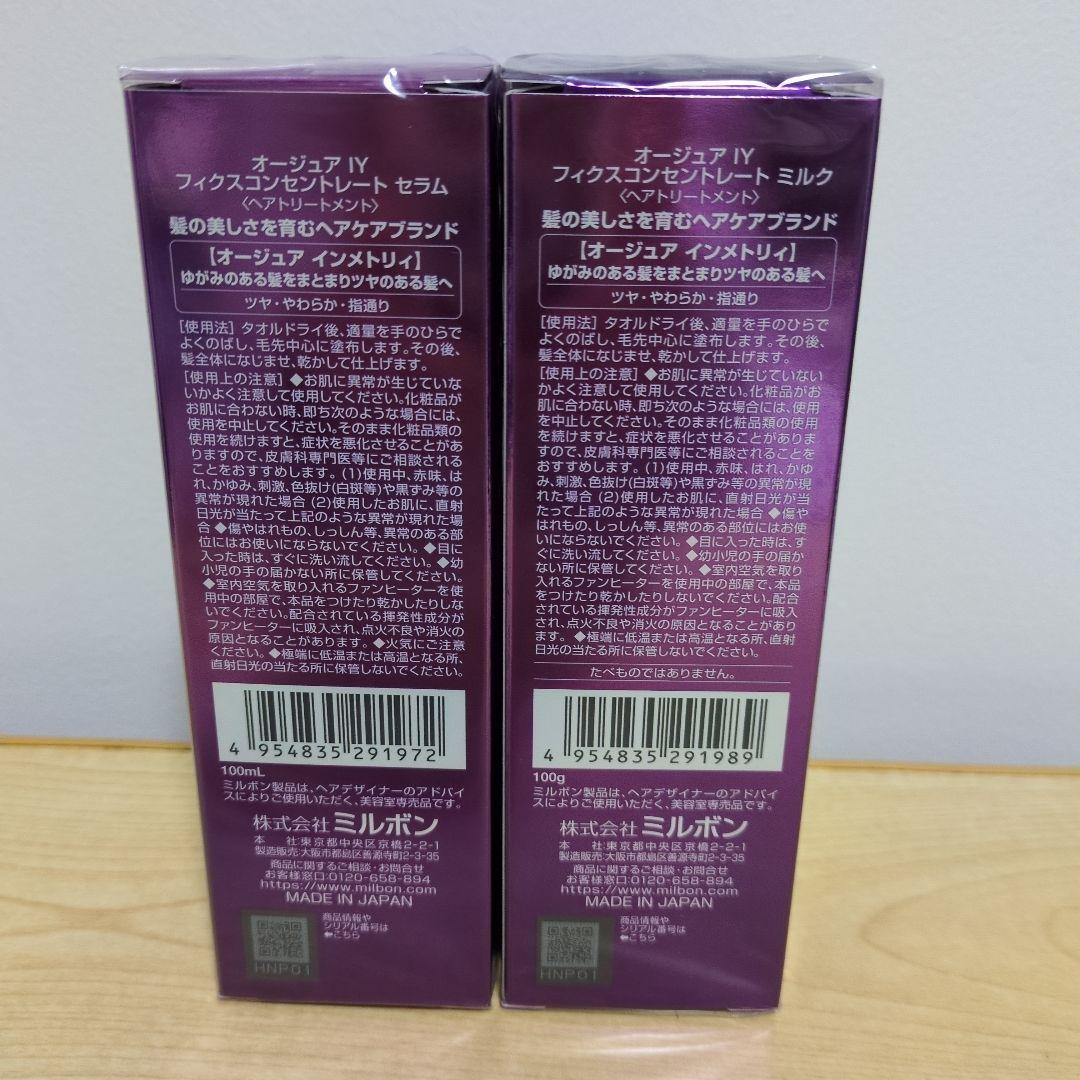 オージュア IY
フィクスコンセントレート セラム
〈ヘアトリートメント〉
髪の美しさを育むヘアケアブランド
【オージュア インメトリィ】
ゆがみのある髪をまとまりツヤのある髪へ
ツヤ・やわらか・指通り
[使用法] タオルドライ後、適量を手のひらで
よくのばし、毛先中心に塗布します。その後、
髪全体になじませ、乾かして仕上げます。
[使用上の注意] ◆お肌に異常が生じていな
いかよく注意して使用してください。化粧品が
お肌に合わない時、即ち次のような場合には、
使用を中止してください。そのまま化粧品類の
使用を続けますと、症状を悪化させることがあ
りますので、皮膚科専門医等にご相談される
ことをおすすめします。(1)使用中、赤味、は
れ、かゆみ、刺激、色抜け(白斑等)や黒ずみ等の
異常が現れた場合 (2)使用したお肌に、直射
日光が当たって上記のような異常が現れた場
合 ◆傷やはれもの、しっしん等、異常のある部
位にはお使いにならないでください。◆目に
入った時は、すぐに洗い流してください。◆幼
小児の手の届かない所に保管してください。
◆室内空気を取り入れるファンヒーターを使
用中の部屋で、本品をつけたり乾かしたりしな
いでください。配合されている揮発性成分が
ファンヒーターに吸入され、点火不良や消火の
原因となることがあります。◆火気にご注意
ください。◆極端に低温または高温となる所、
直射日光の当たる所に保管しないでください。
4 954835 291972
100mL
ミルボン製品は、ヘアデザイナーのアドバイ
スによりご使用いただく、美容室専売品です。
株式会社 ミルボン
本 社:東京都中央区京橋2-2-1
製造販売:大阪市都島区善源寺町2-3-35
商品に関するご相談・お問合せ
お客様窓口:0120-658-894
https://www.milbon.com
MADE IN JAPAN
商品情報や
シリアル番号は
⬅こちら
HNP01
オージュア IY
フィクスコンセントレート ミルク
〈ヘアトリートメント〉
髪の美しさを育むヘアケアブランド
【オージュア インメトリィ】
ゆがみのある髪をまとまりツヤのある髪へ
ツヤ・やわらか・指通り
[使用法] タオルドライ後、適量を手のひらで
よくのばし、毛先中心に塗布します。その後、
髪全体になじませ、乾かして仕上げます。
[使用上の注意] ◆お肌に異常が生じていない
かよく注意して使用してください。化粧品がお
肌に合わない時、即ち次のような場合には、使用
を中止してください。そのまま化粧品類の使用
を続けますと、症状を悪化させることがありま
すので、皮膚科専門医等にご相談されることを
おすすめします。(1)使用中、赤味、はれ、かゆ
み、刺激、色抜け(白斑等)や黒ずみ等の異常が現
れた場合 (2)使用したお肌に、直射日光が当
たって上記のような異常が現れた場合 ◆傷や
はれもの、しっしん等、異常のある部位にはお使
いにならないでください。◆目に入った時は、す
ぐに洗い流してください。◆幼小児の手の届か
ない所に保管してください。◆室内空気を取り
入れるファンヒーターを使用中の部屋で、本品
をつけたり乾かしたりしないでください。配合
されている揮発性成分がファンヒーターに吸入
され、点火不良や消火の原因となることがあり
ます。◆極端に低温または高温となる所、直射
日光の当たる所に保管しないでください。
たべものではありません。
4 954835 291989
100g
ミルボン製品は、ヘアデザイナーのアドバ
イスによりご使用いただく、美容室専売品です。
株式会社 ミルボン
本 社:東京都中央区京橋2-2-1
製造販売:大阪市都島区善源寺町2-3-35
商品に関するご相談・お問合せ
お客様窓口:0120-658-894
https://www.milbon.com
MADE IN JAPAN
商品情報や
シリアル番号は
⬅こちら
HNP01